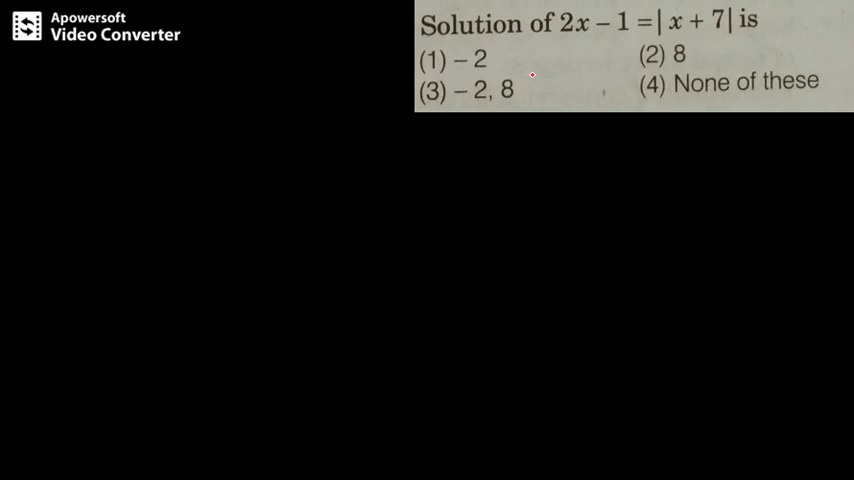 Apowersoft
Video Converter
Solution of 2x – 1 =| x + 7| is
(1) – 2 (2) 8
(3) – 2, 8 (4) None of these